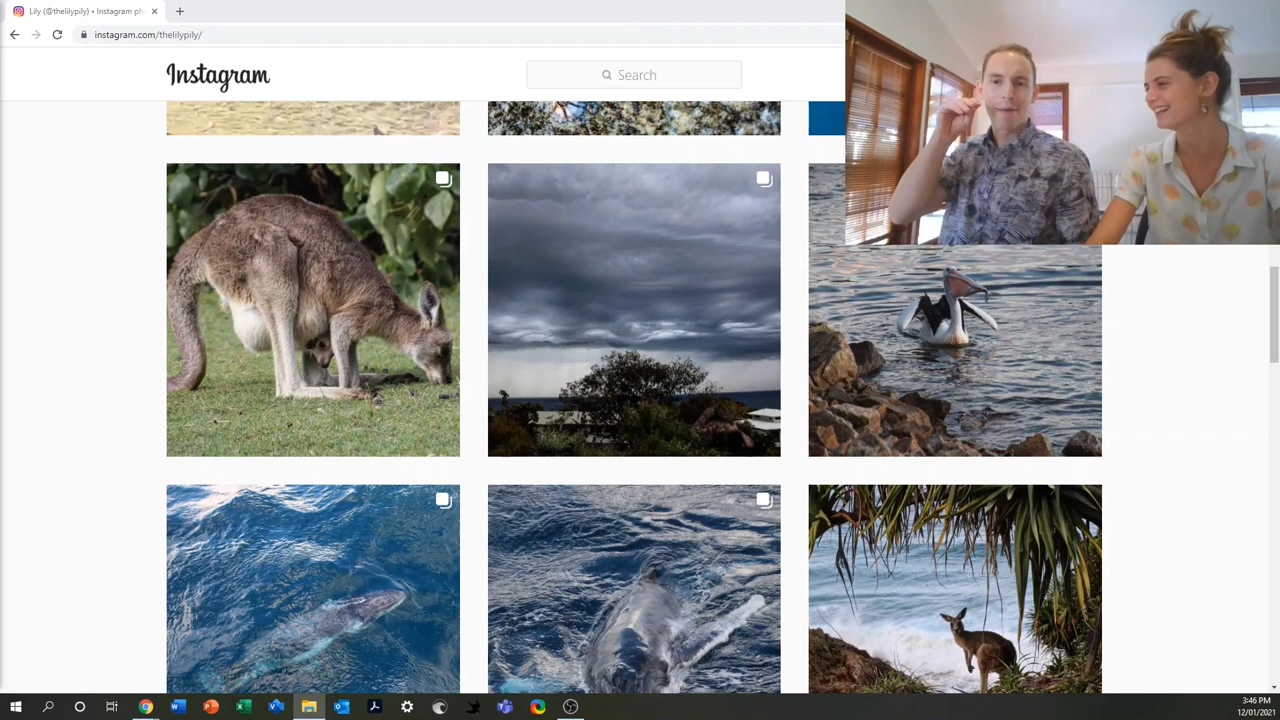 Lily (@thelilypily) • Instagram ph
instagram.com/thelilypily/
Instagram
Search
3:46 PM
12/01/2021